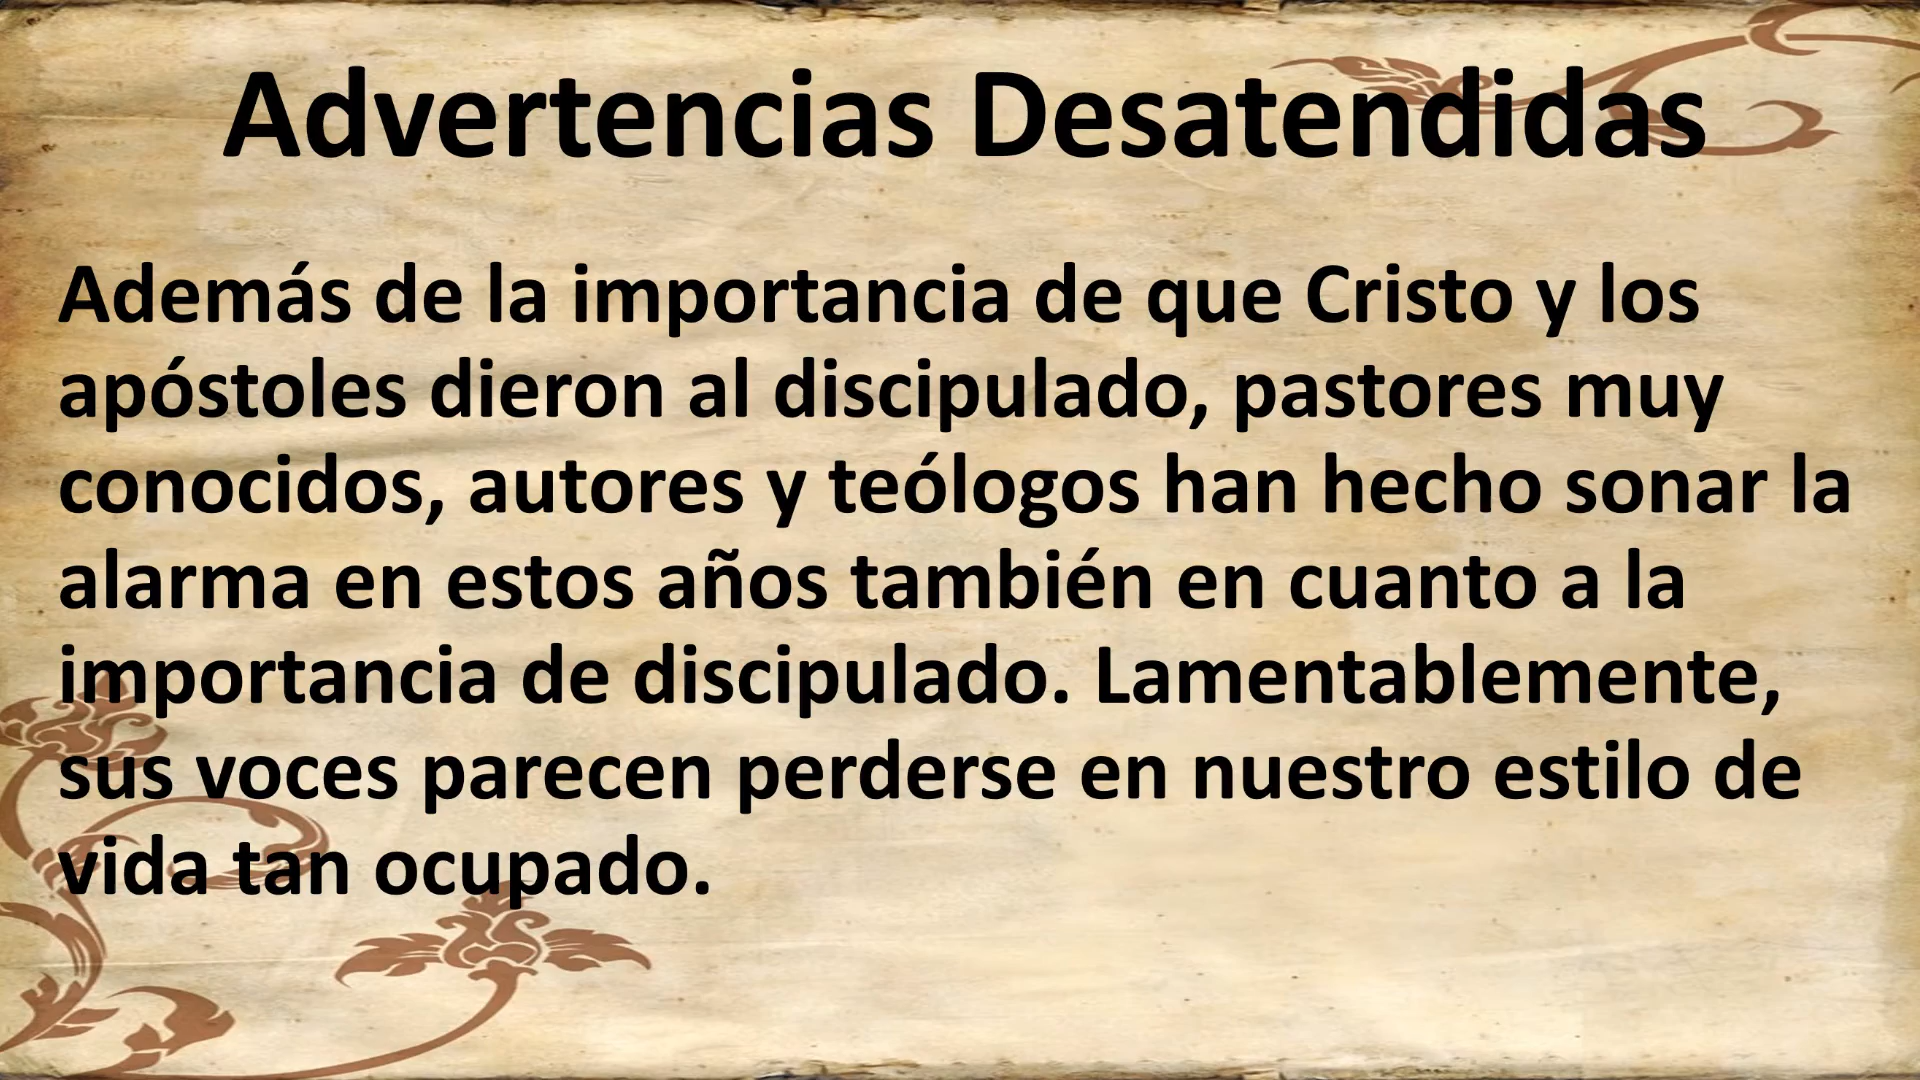 Advertencias Desatendidas
Además de la importancia de que Cristo y los
apóstoles dieron al discipulado, pastores muy
conocidos, autores y teólogos han hecho sonar la
alarma en estos años también en cuanto a la
importancia de discipulado. Lamentablemente,
sus voces parecen perderse en nuestro estilo de
vida tan ocupado.